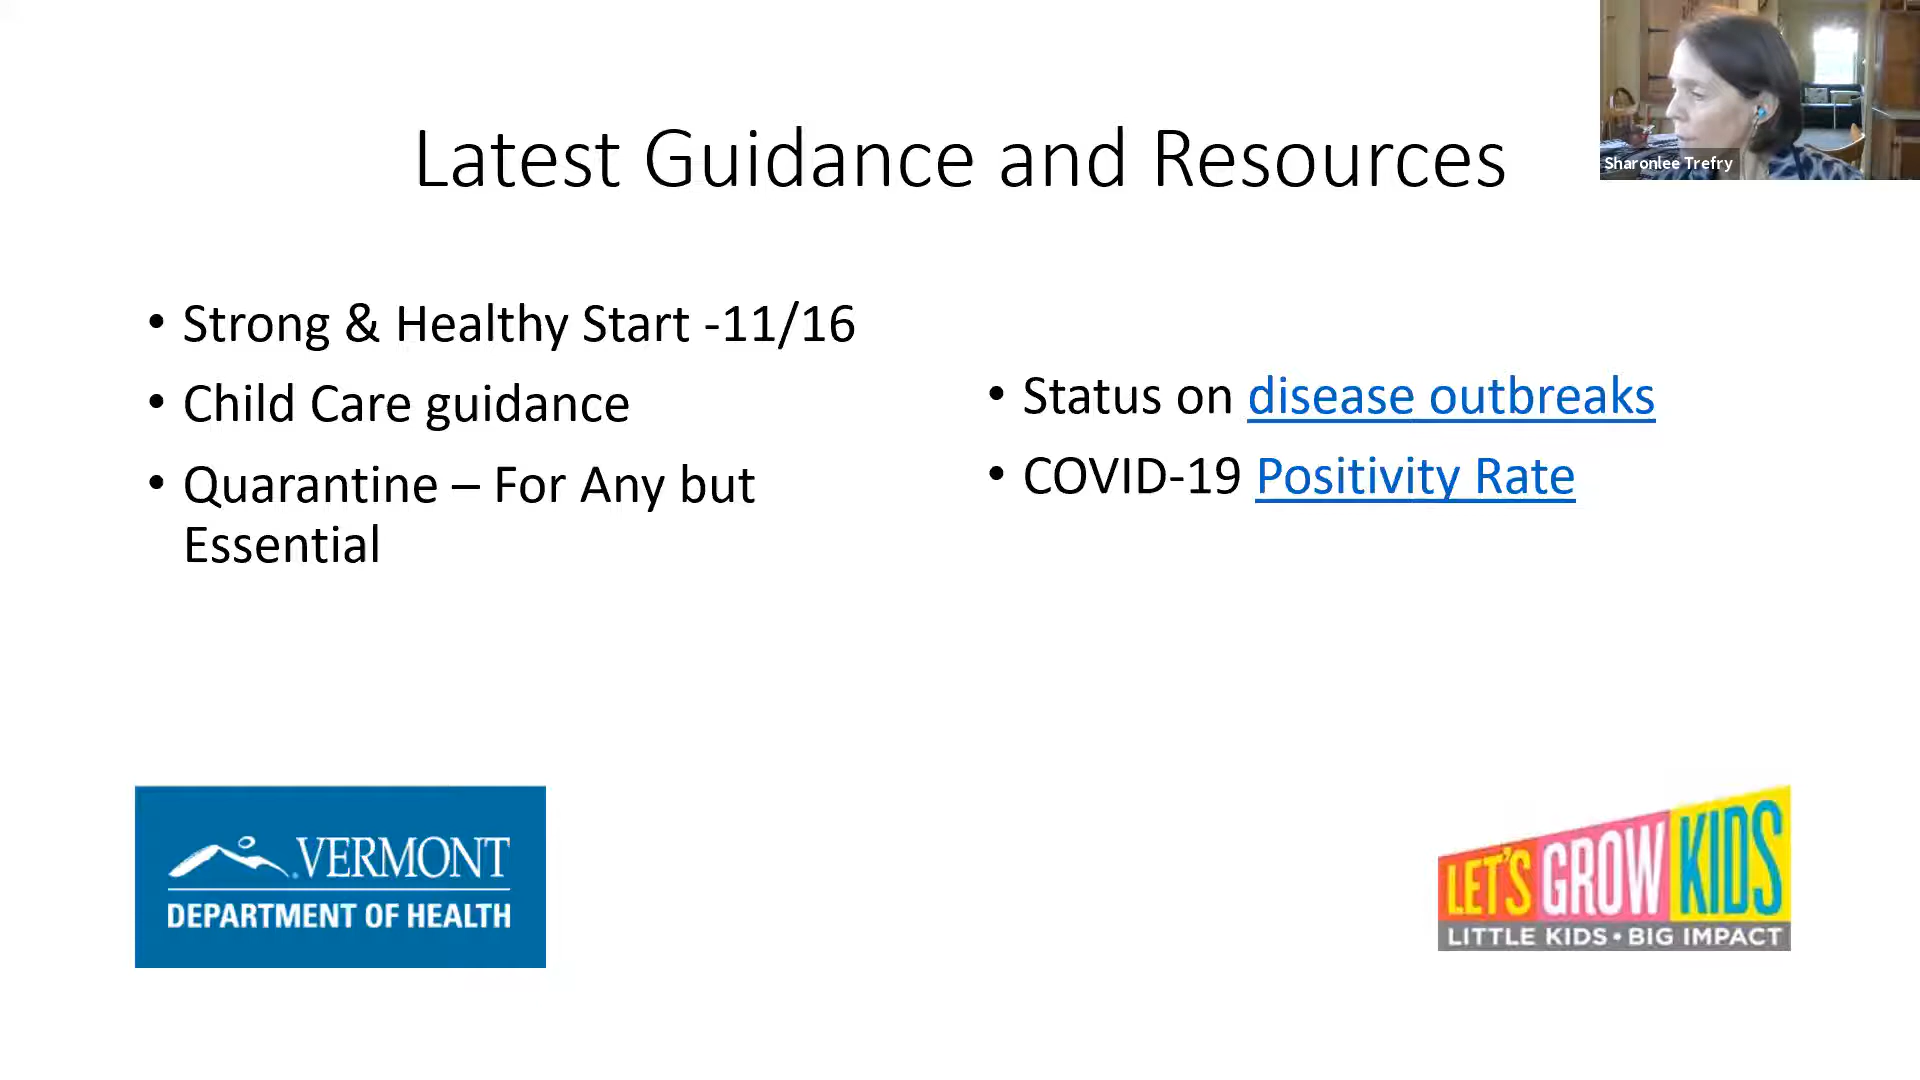 Latest Guidance and Resources
Sharonlee Trefry
• Strong & Healthy Start -11/16
• Child Care guidance
• Quarantine – For Any but
Essential
• Status on disease outbreaks
• COVID-19 Positivity Rate
VERMONT
DEPARTMENT OF HEALTH
LET'S GROW KIDS
LITTLE KIDS • BIG IMPACT